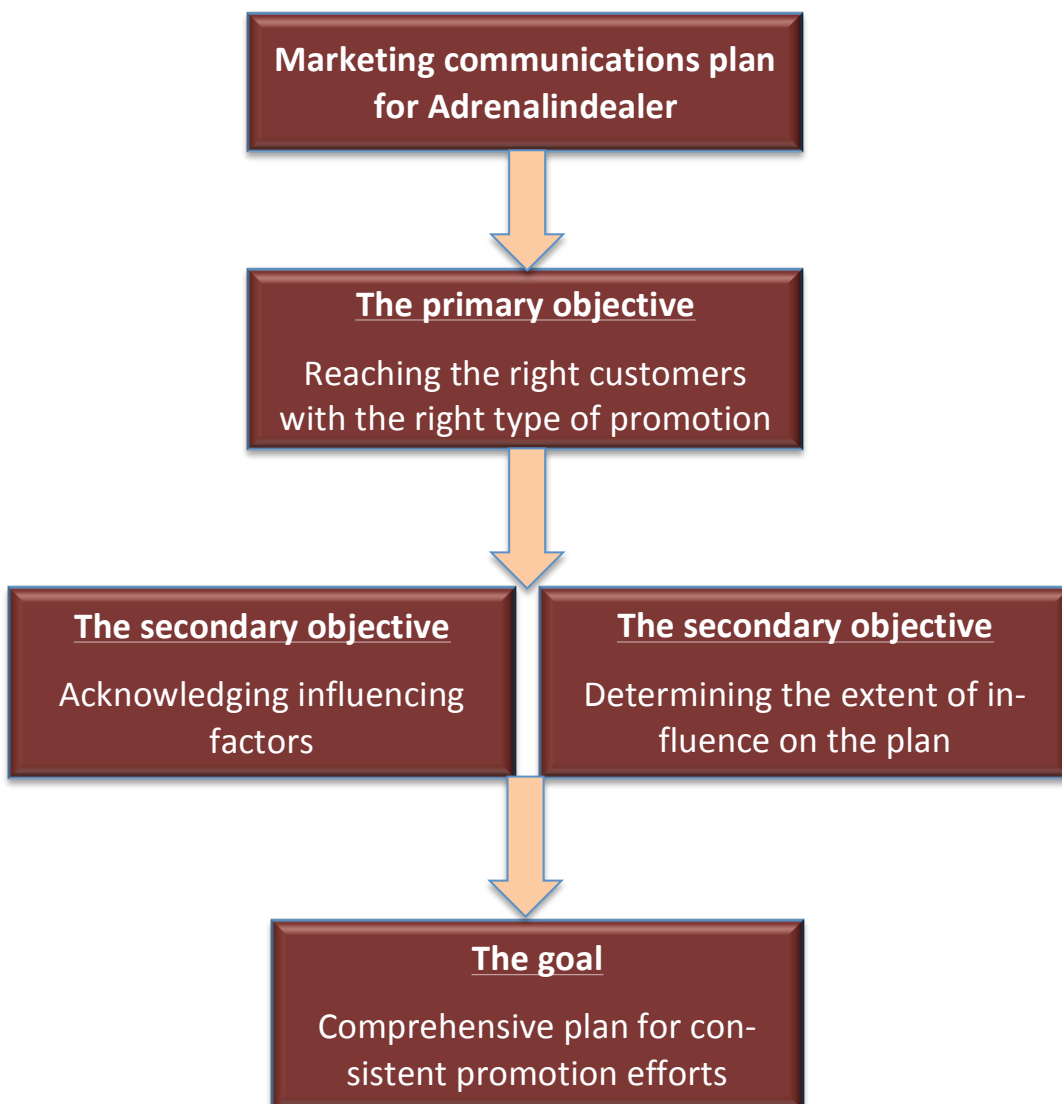 Marketing communications plan
for Adrenalindealer
The primary objective
Reaching the right customers
with the right type of promotion
The secondary objective
Acknowledging influencing
factors
The secondary objective
Determining the extent of in-
fluence on the plan
The goal
Comprehensive plan for con-
sistent promotion efforts